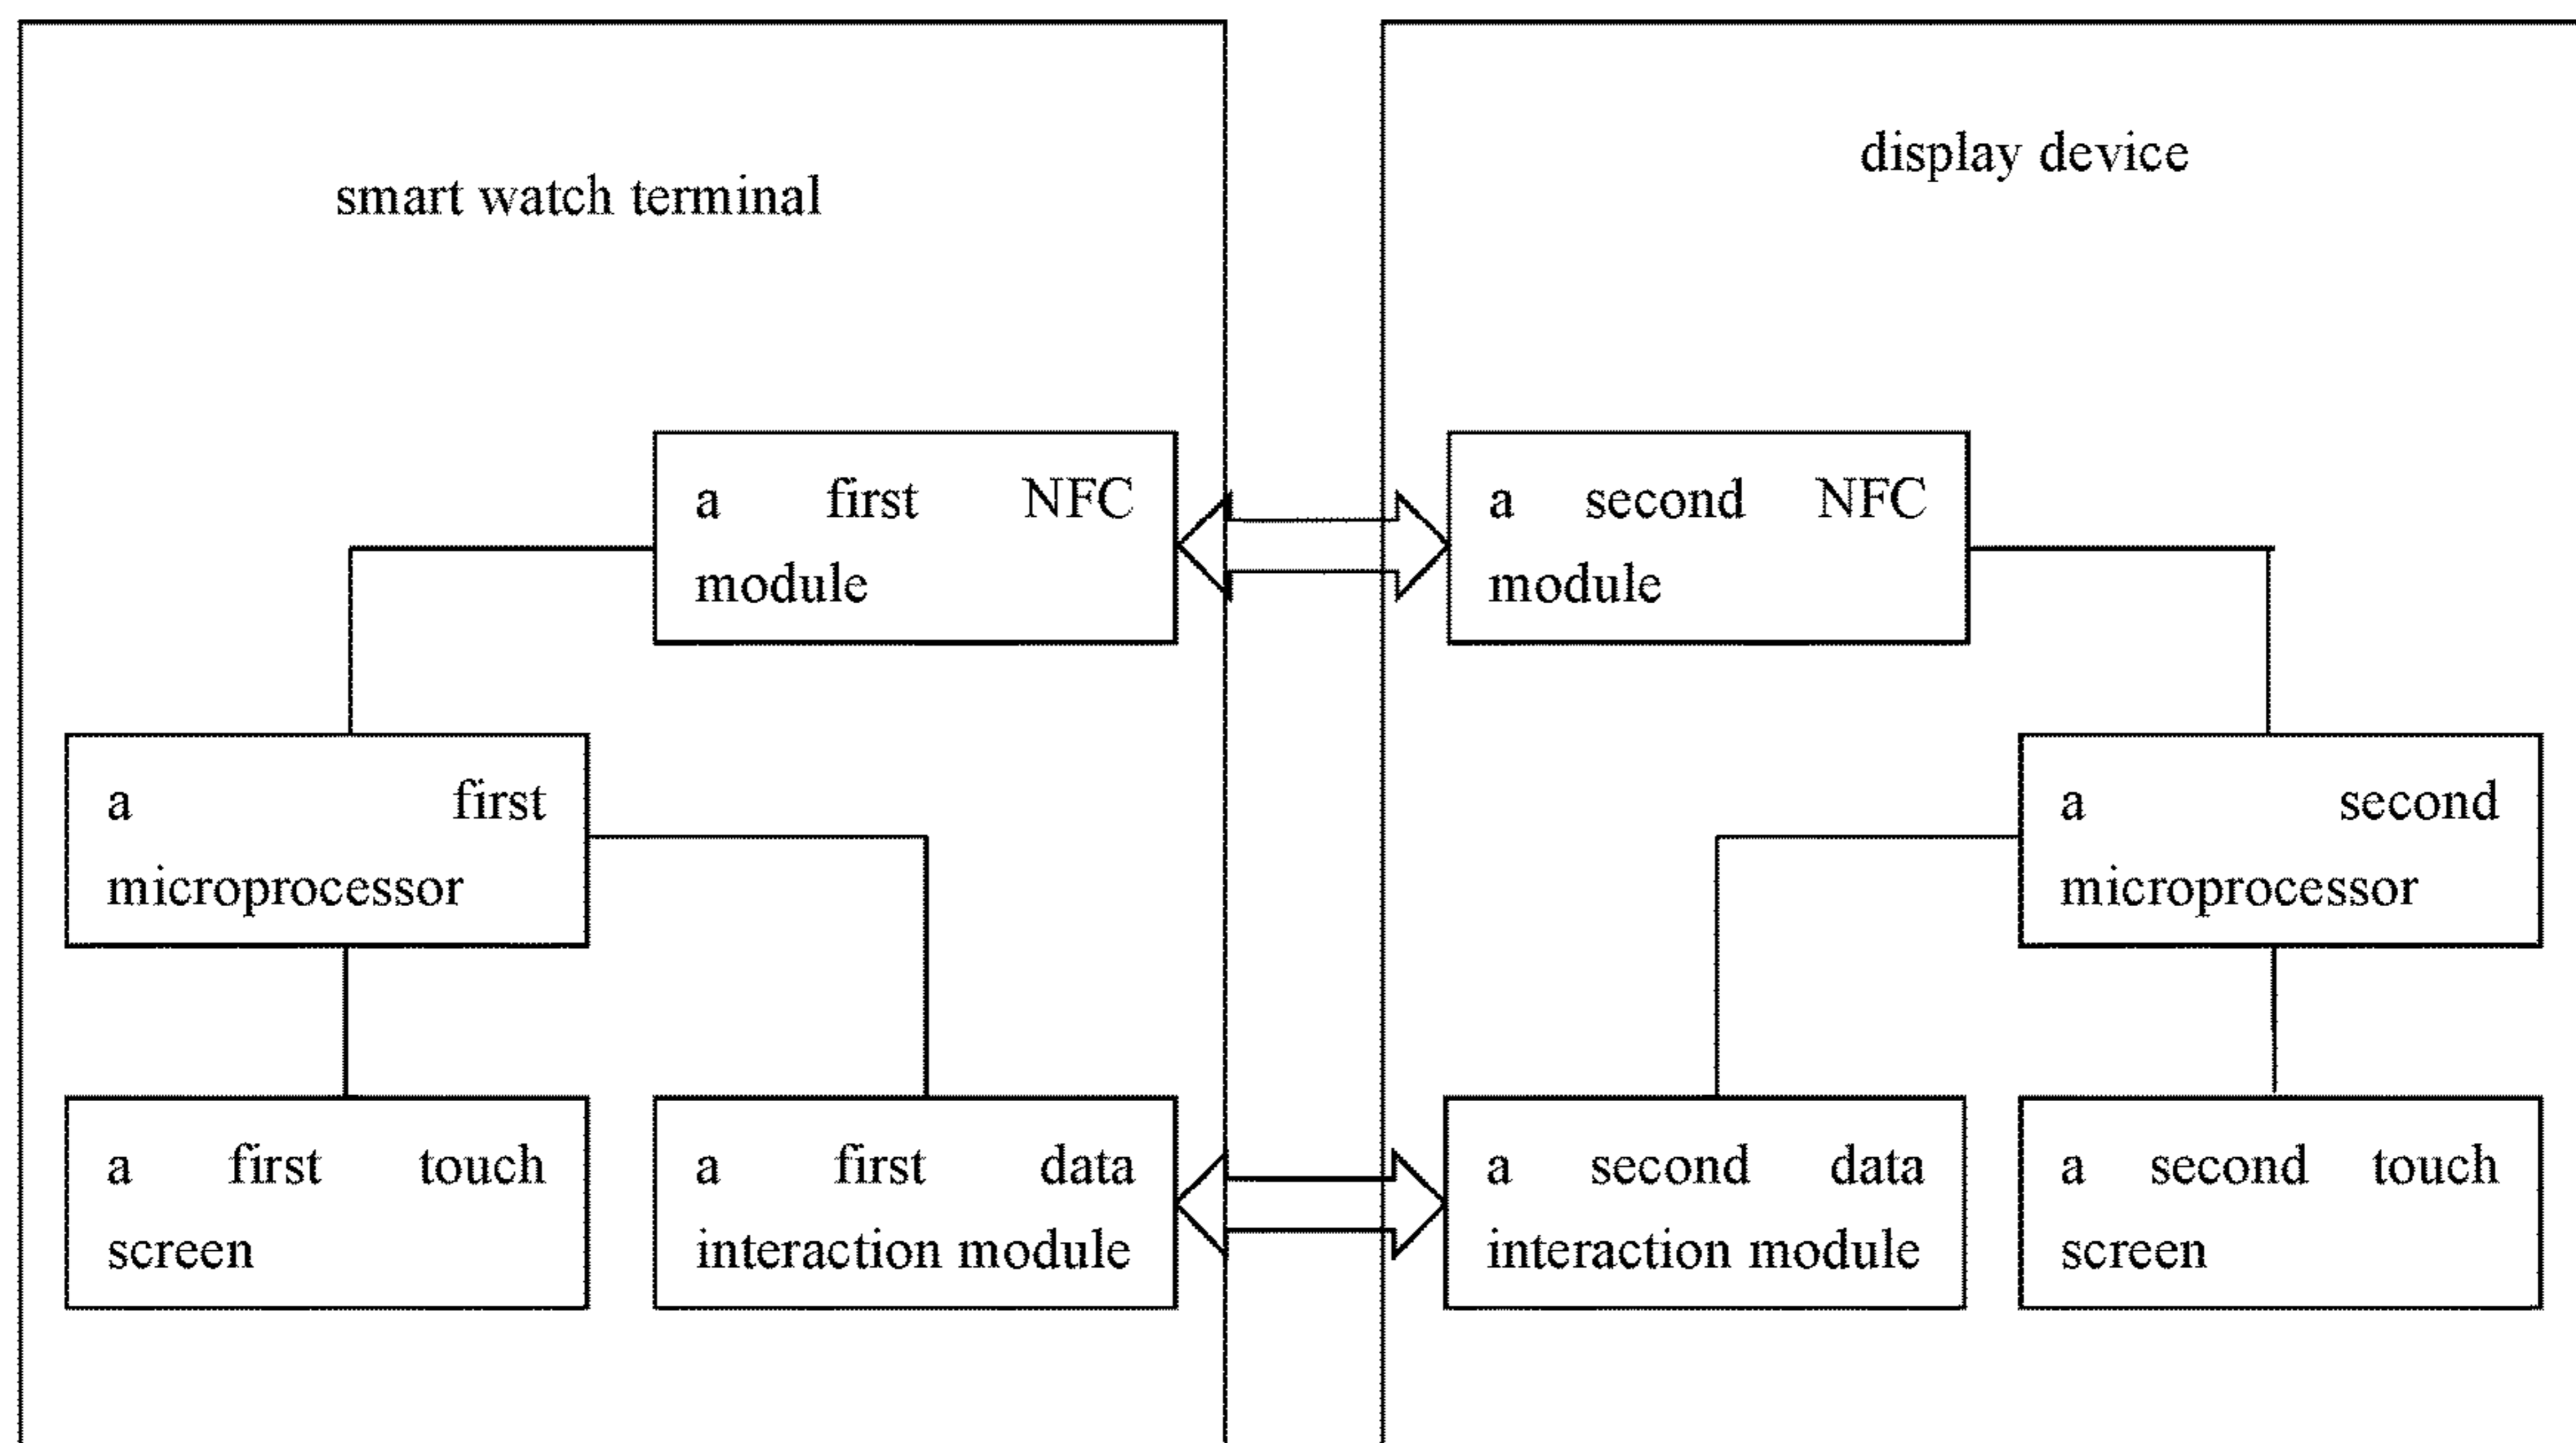 smart watch terminal
display device
a first NFC
module
a second NFC
module
a first
microprocessor
a second
microprocessor
a first touch
screen
a first data
interaction module
a second data
interaction module
a second touch
screen